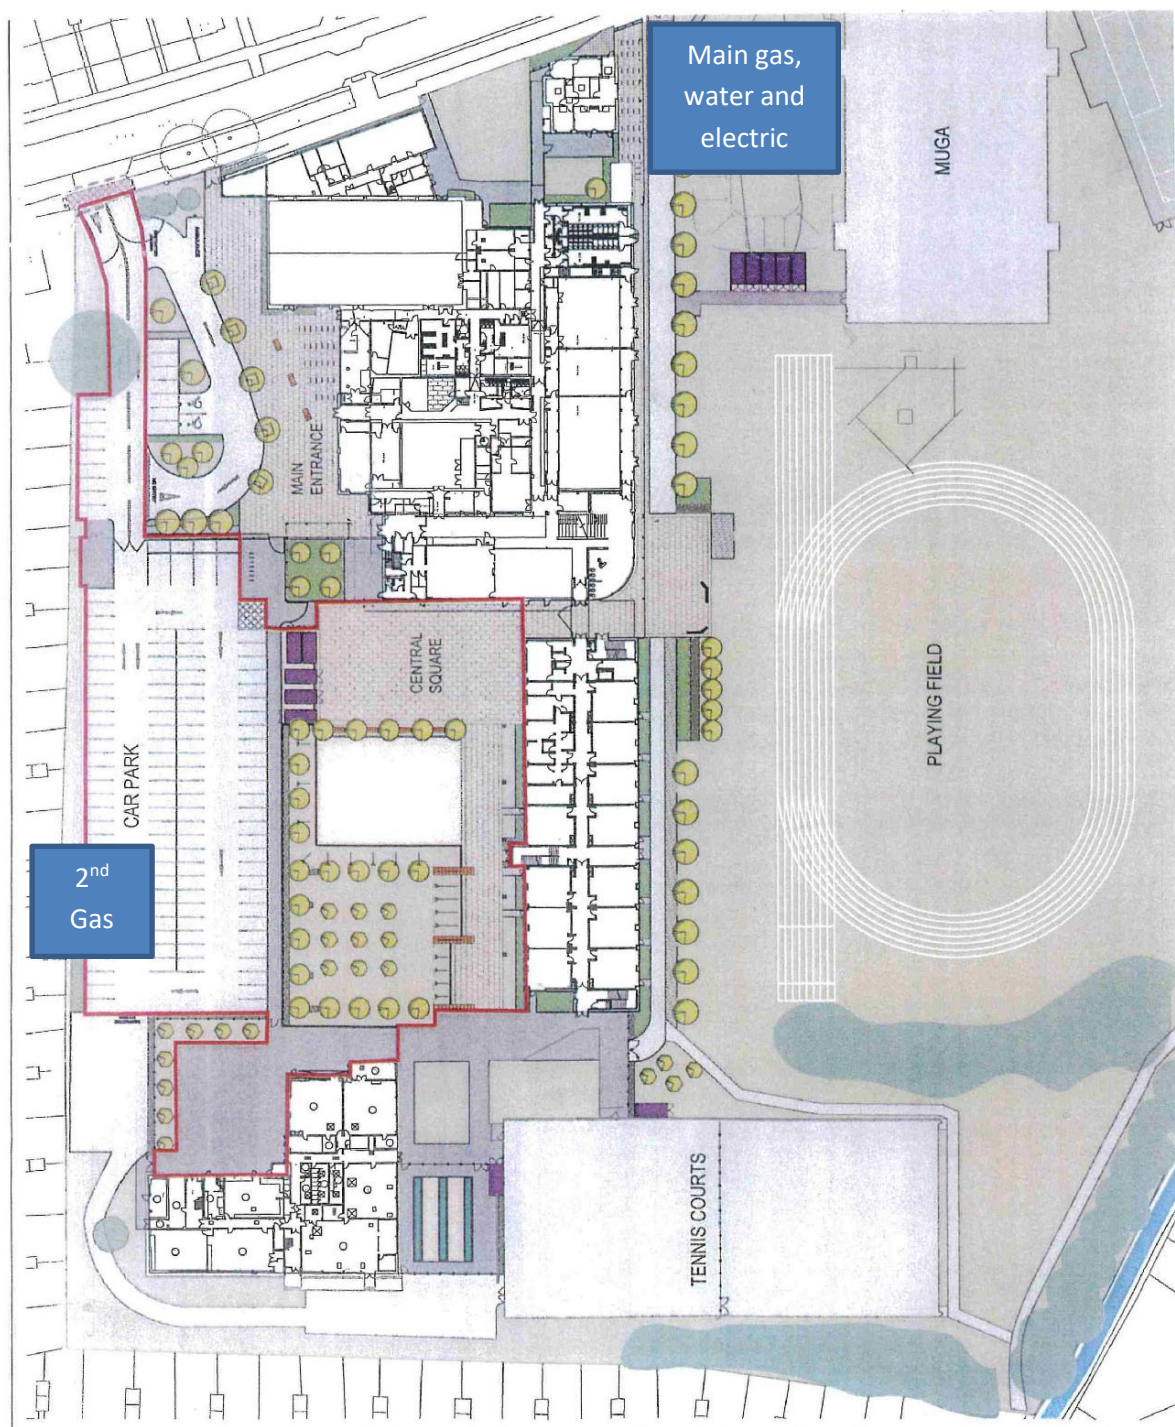 Main gas,
water and
electric
MUGA
MAIN
ENTRANCE
CENTRAL
SQUARE
PLAYING FIELD
CAR PARK
2nd
Gas
TENNIS COURTS